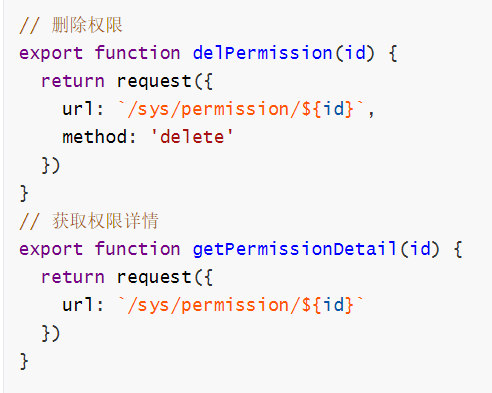 // 删除权限
export function delPermission(id) {
  return request({
    url: `/sys/permission/${id}`,
    method: 'delete'
  })
}
// 获取权限详情
export function getPermissionDetail(id) {
  return request({
    url: `/sys/permission/${id}`
  })
}